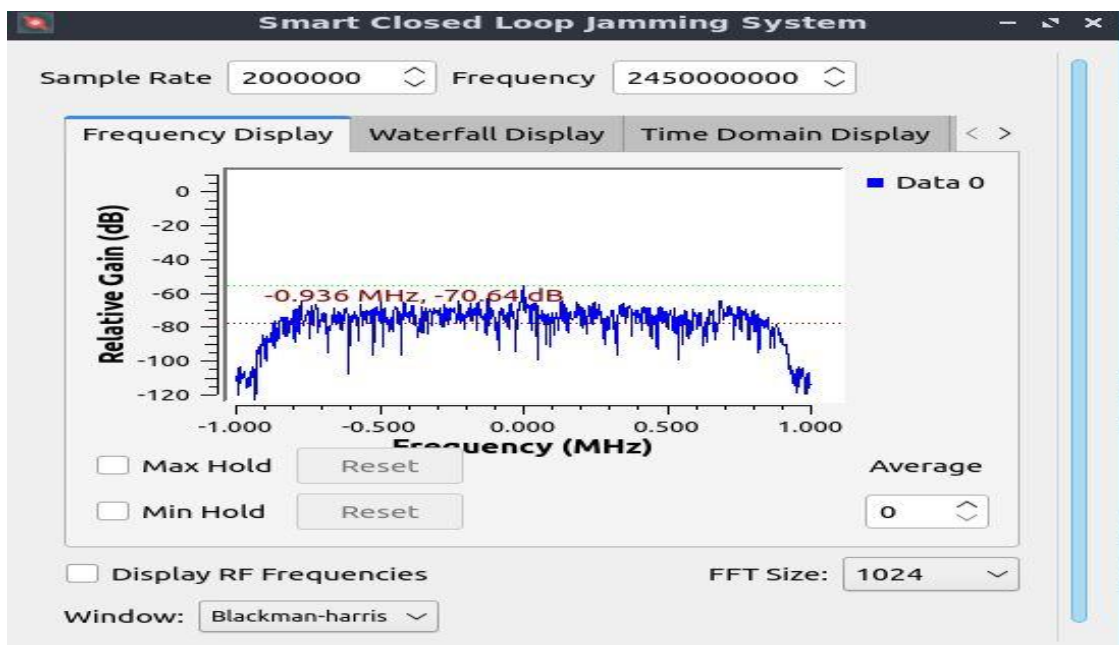 Smart Closed Loop Jamming System
Sample Rate 2000000 Frequency 2450000000
Frequency Display Waterfall Display Time Domain Display < >
Data 0
Relative Gain (dB)
0
-20
-40
-60
-80
-100
-120
-0.936 MHz, -70.64 dB
-1.000 -0.500 0.000 0.500 1.000
Frequency (MHz)
Max Hold Reset Average
Min Hold Reset 0
Display RF Frequencies FFT Size: 1024
Window: Blackman-harris